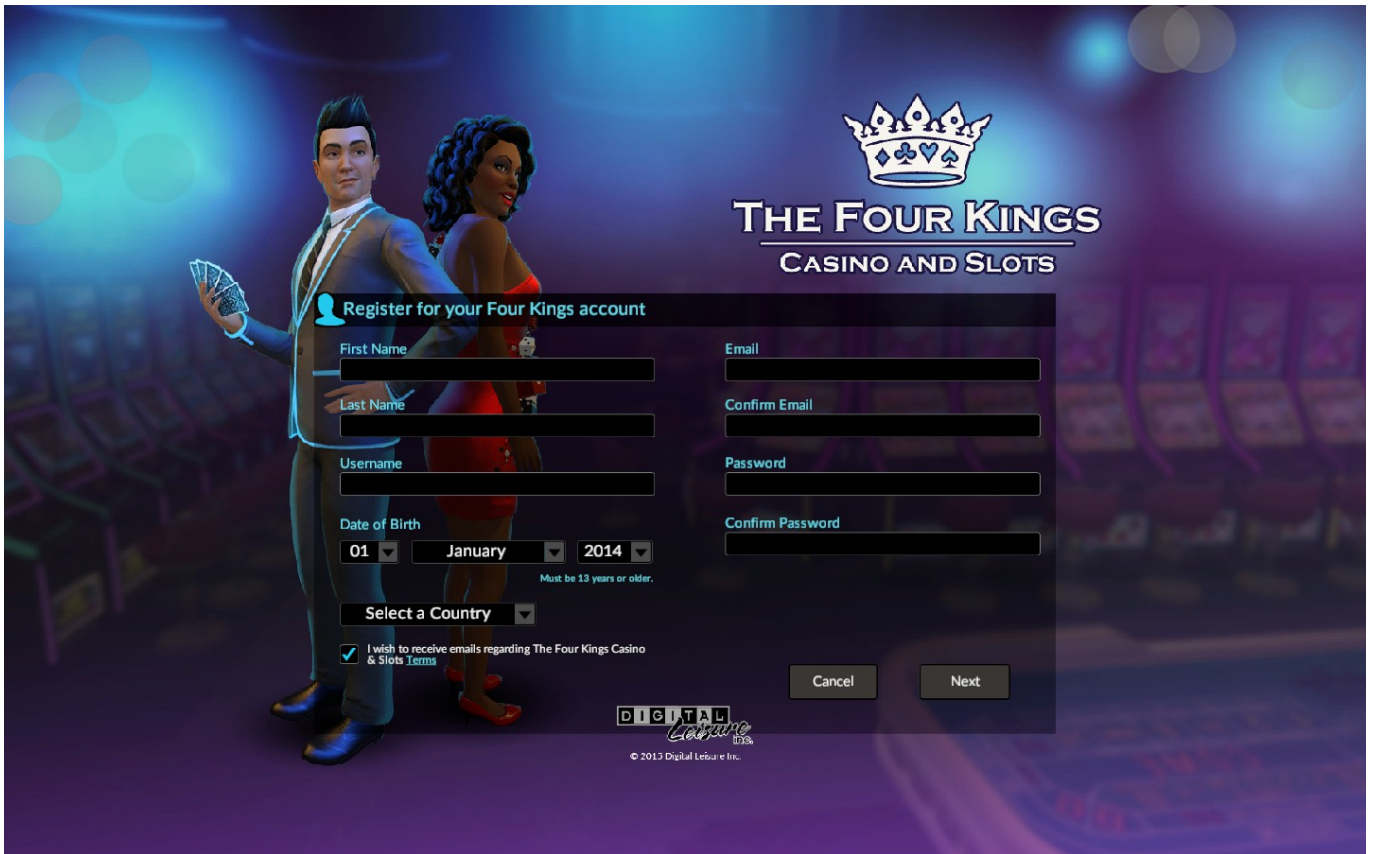 THE FOUR KINGS
CASINO AND SLOTS
Register for your Four Kings account
First Name
Email
Last Name
Confirm Email
Username
Password
Date of Birth
Confirm Password
01 January 2014
Must be 13 years or older.
Select a Country
I wish to receive emails regarding The Four Kings Casino
& Slots Terms
Cancel Next
DIGITAL
Leisure
INC.
© 2013 Digital Leisure Inc.